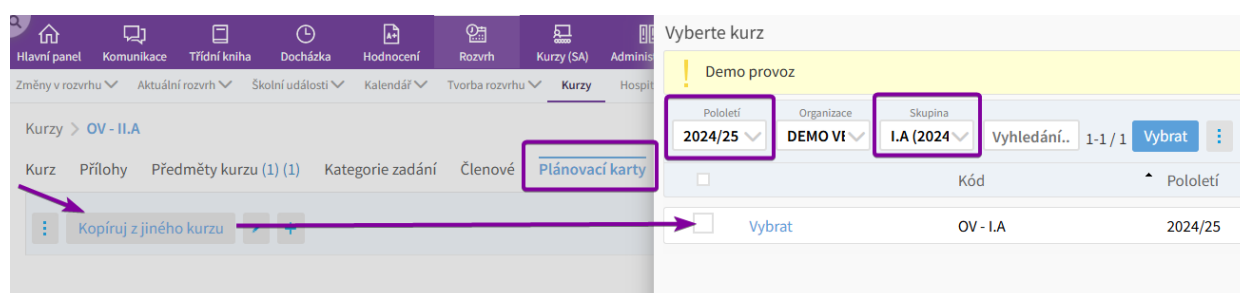 Hlavní panel Komunikace Třídní kniha Docházka Hodnocení Rozvrh Kurzy (SA)
Změny v rozvrhu Aktuální rozvrh Školní události Kalendář Tvorba rozvrhu Kurzy
Kurzy > OV - II.A
Kurz Přílohy Předměty kurzu (1) (1) Kategorie zadání Členové Plánovací karty
Kopíruj z jiného kurzu
Vyberte kurz
Demo provoz
Pololetí Organizace Skupina
2024/25 DEMO VE I.A (2024 Vyhledání.. 1-1 / 1 Vybrat
Kód Pololetí
Vybrat OV - I.A 2024/25